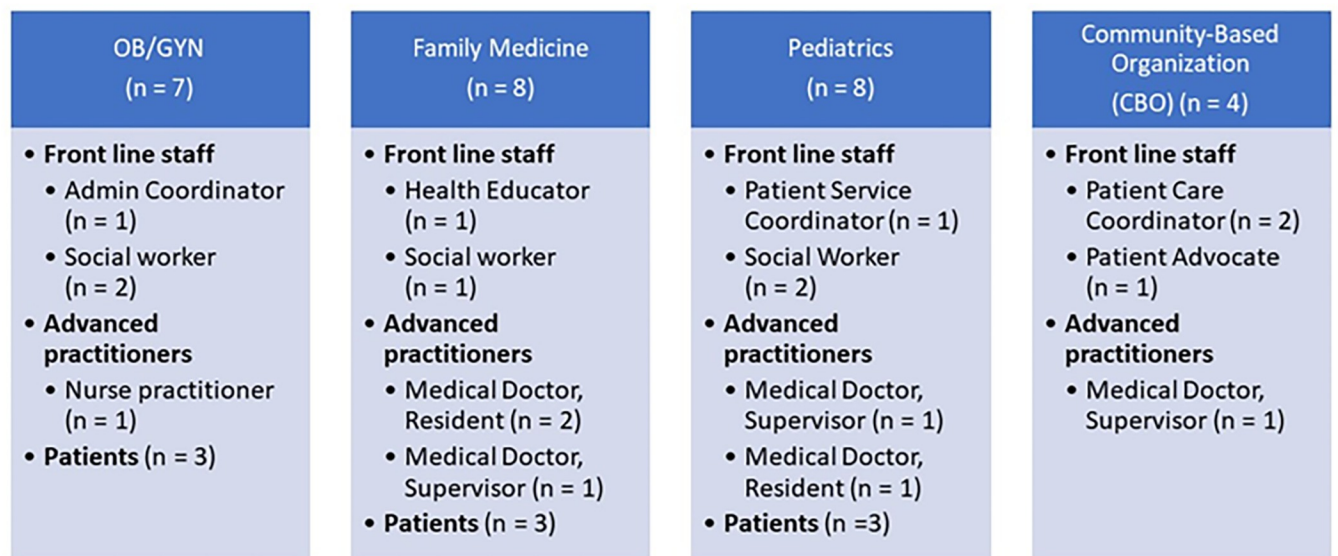 OB/GYN
(n = 7)
• Front line staff
• Admin Coordinator
(n = 1)
• Social worker
(n = 2)
• Advanced
practitioners
• Nurse practitioner
(n = 1)
• Patients (n = 3)
Family Medicine
(n = 8)
• Front line staff
• Health Educator
(n = 1)
• Social worker
(n = 1)
• Advanced
practitioners
• Medical Doctor,
Resident (n = 2)
• Medical Doctor,
Supervisor (n = 1)
• Patients (n = 3)
Pediatrics
(n = 8)
• Front line staff
• Patient Service
Coordinator (n = 1)
• Social Worker
(n = 2)
• Advanced
practitioners
• Medical Doctor,
Supervisor (n = 1)
• Medical Doctor,
Resident (n = 1)
• Patients (n =3)
Community-Based
Organization
(CBO) (n = 4)
• Front line staff
• Patient Care
Coordinator (n = 2)
• Patient Advocate
(n = 1)
• Advanced
practitioners
• Medical Doctor,
Supervisor (n = 1)